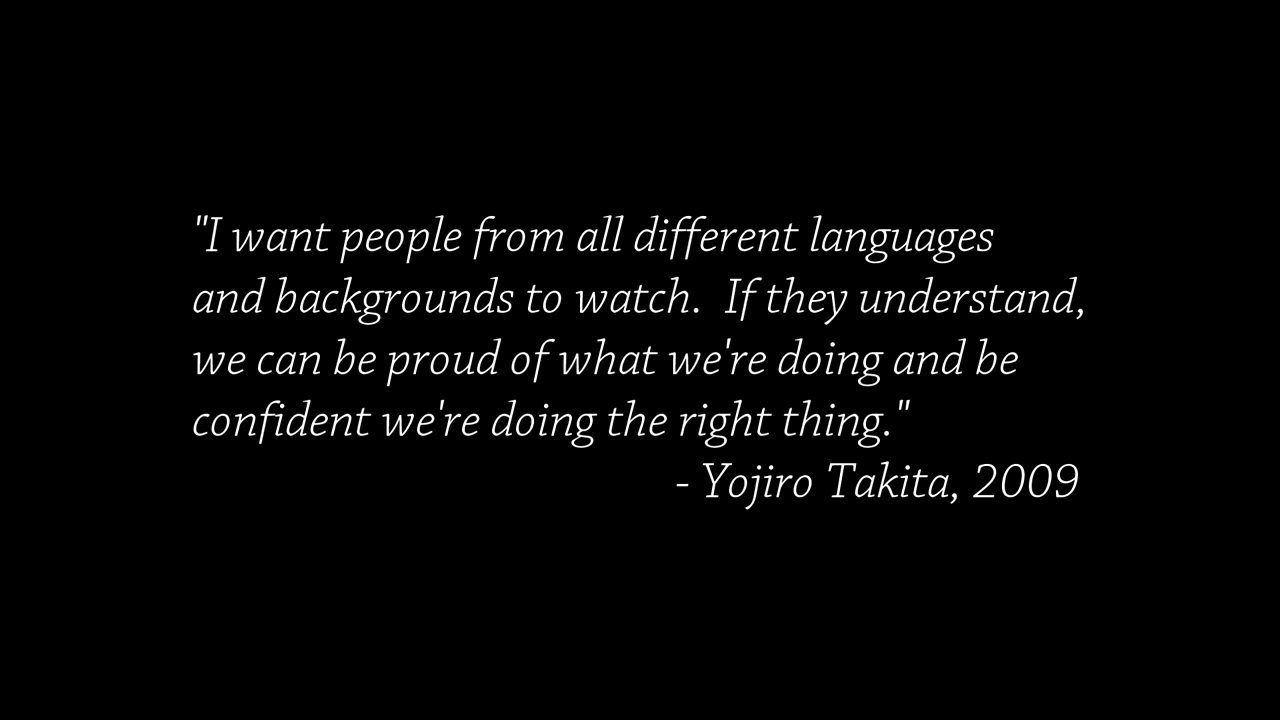 "I want people from all different languages
and backgrounds to watch.  If they understand,
we can be proud of what we're doing and be
confident we're doing the right thing."
- Yojiro Takita, 2009